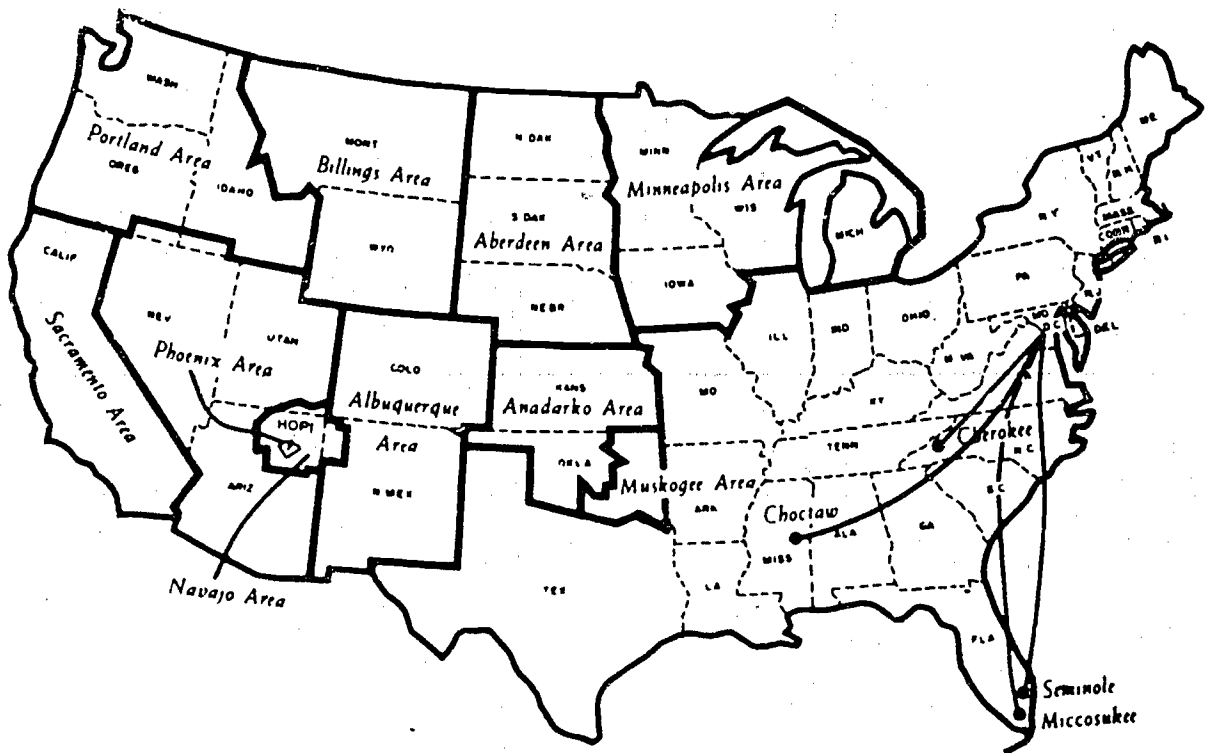 WASH
Portland Area
OREG
IDAHO
MONT
Billings Area
WYO
N DAK
S DAK
Aberdeen Area
NEBR
MINN
Minneapolis Area
WIS
MICH
IOWA
CALIF
Sacramento Area
NEV
UTAH
Phoenix Area
HOPI
ARIZ
Navajo Area
COLO
Albuquerque
Area
N MEX
KANS
Anadarko Area
OKLA
Muskogee Area
ARK
MO
ILL
IND
OHIO
KY
W VA
TENN
Cherokee
N C
S C
GA
ALA
Choctaw
MISS
LA
TEX
FLA
Seminole
Miccosukee
ME
VT
N H
MASS
CONN
R I
N Y
PA
N J
MD
D C
DEL